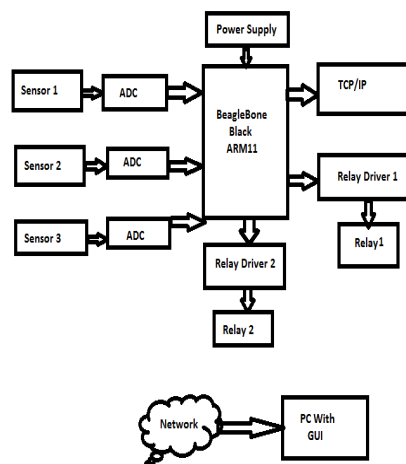 Power Supply
Sensor 1
ADC
BeagleBone
Black
ARM11
TCP/IP
Sensor 2
ADC
Relay Driver 1
Sensor 3
ADC
Relay1
Relay Driver 2
Relay 2
Network
PC With
GUI